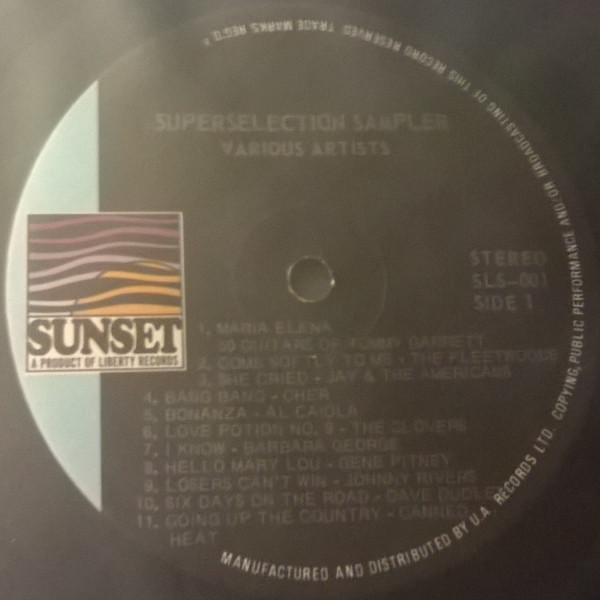 SUPERSELECTION SAMPLER
VARIOUS ARTISTS
STEREO
SLS-001
SIDE 1
SUNSET
A PRODUCT OF LIBERTY RECORDS
1. MARIA ELENA
50 GUITARS OF TOMMY GARRETT
2. COME SOFTLY TO ME - THE FLEETWOODS
3. SHE CRIED - JAY & THE AMERICANS
4. BANG BANG - CHER
5. BONANZA - AL CAIOLA
6. LOVE POTION NO. 9 - THE CLOVERS
7. I KNOW - BARBARA GEORGE
8. HELLO MARY LOU - GENE PITNEY
9. LOSERS CAN'T WIN - JOHNNY RIVERS
10. SIX DAYS ON THE ROAD - DAVE DUDLEY
11. GOING UP THE COUNTRY - CANNED
HEAT
MANUFACTURED AND DISTRIBUTED BY U.A. RECORDS LTD. COPYING, PUBLIC PERFORMANCE AND/OR BROADCASTING OF THIS RECORD RESERVED. TRADE MARKS REG'D.